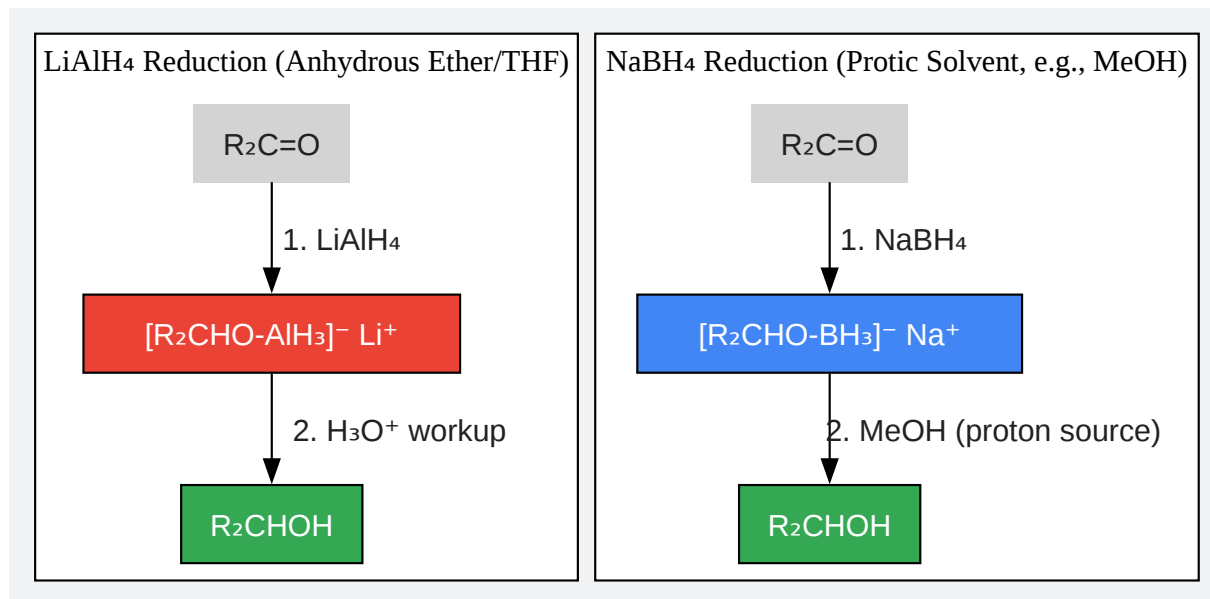 LiAlH₄ Reduction (Anhydrous Ether/THF)
R₂C=O
1. LiAlH₄
[R₂CHO-AlH₃]⁻ Li⁺
2. H₃O⁺ workup
R₂CHOH
NaBH₄ Reduction (Protic Solvent, e.g., MeOH)
R₂C=O
1. NaBH₄
[R₂CHO-BH₃]⁻ Na⁺
2. MeOH (proton source)
R₂CHOH